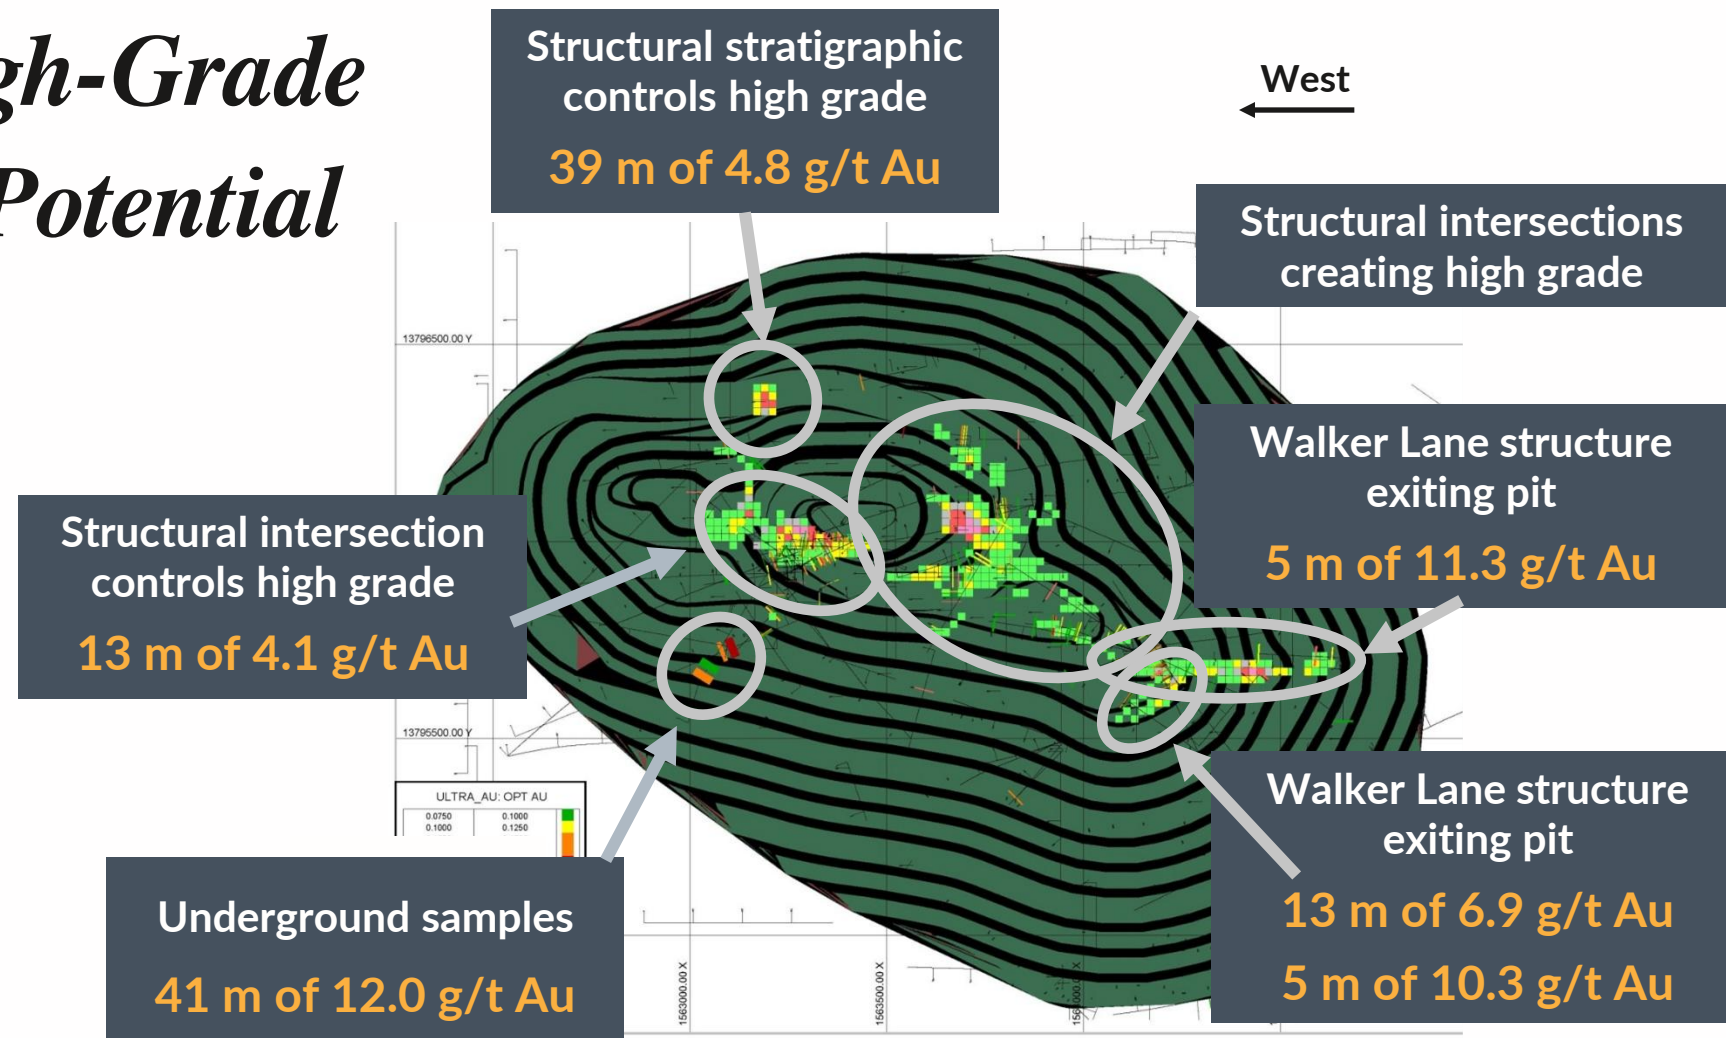 gh-Grade
Potential
Structural stratigraphic
controls high grade
39 m of 4.8 g/t Au
West
Structural intersections
creating high grade
13796500.00 Y
Walker Lane structure
exiting pit
5 m of 11.3 g/t Au
Structural intersection
controls high grade
13 m of 4.1 g/t Au
13795500.00 Y
ULTRA_AU: OPT AU
0.0750 0.1000
0.1000 0.1250
Walker Lane structure
exiting pit
13 m of 6.9 g/t Au
5 m of 10.3 g/t Au
Underground samples
41 m of 12.0 g/t Au
1563000.00 X
1563500.00 X